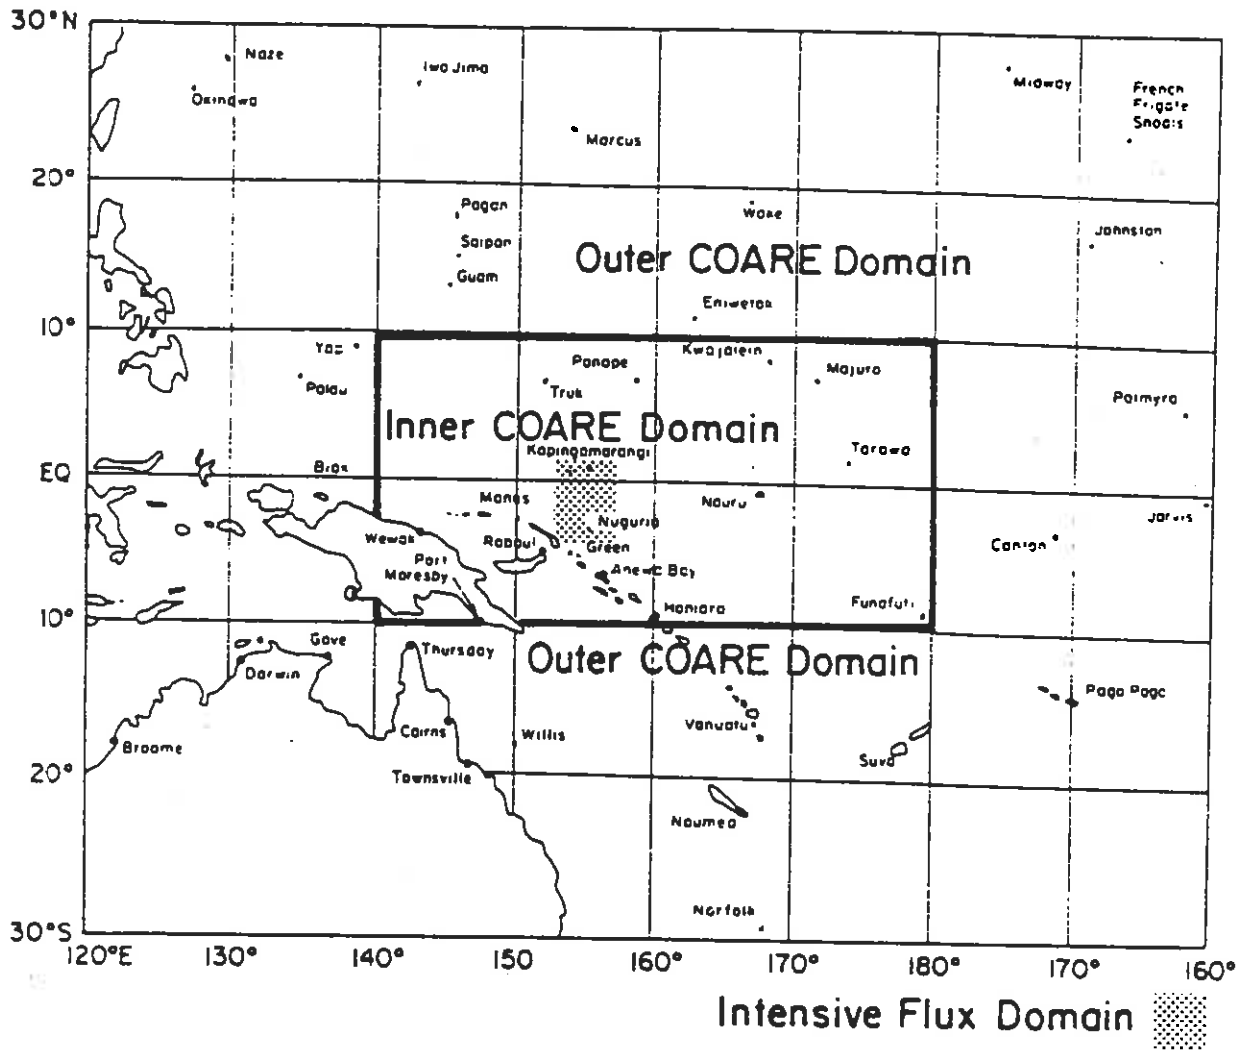 30°N
Naze
Iwo Jima
Okinawa
Midway
French
Frigate
Shoals
Marcus
20°
Pagan
Wake
Saipan
Johnston
Outer COARE Domain
Guam
Eniwetok
10°
Yap
Kwajalein
Ponape
Majuro
Palau
Truk
Palmyra
Inner COARE Domain
Kapingamarangi
Tarawa
EQ
Biak
Manus
Nauru
Jarvis
Nuguria
Wewak
Rabaul
Green
Canton
Port
Moresby
Anewa Bay
Honiara
Funafuti
10°
Gove
Thursday
Outer COARE Domain
Darwin
Pago Pago
Broome
Cairns
Willis
Vanuatu
Suva
20°
Townsville
Noumea
Norfolk
30°S
120°E 130° 140° 150 160° 170° 180° 170° 160°
Intensive Flux Domain